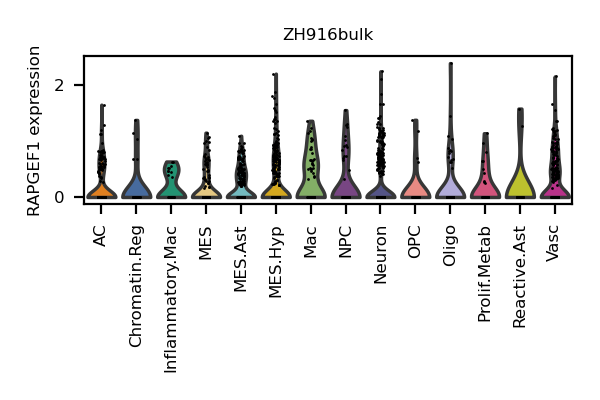 ZH916bulk
RAPGEF1 expression
2
0
AC
Chromatin.Reg
Inflammatory.Mac
MES
MES.Ast
MES.Hyp
Mac
NPC
Neuron
OPC
Oligo
Prolif.Metab
Reactive.Ast
Vasc